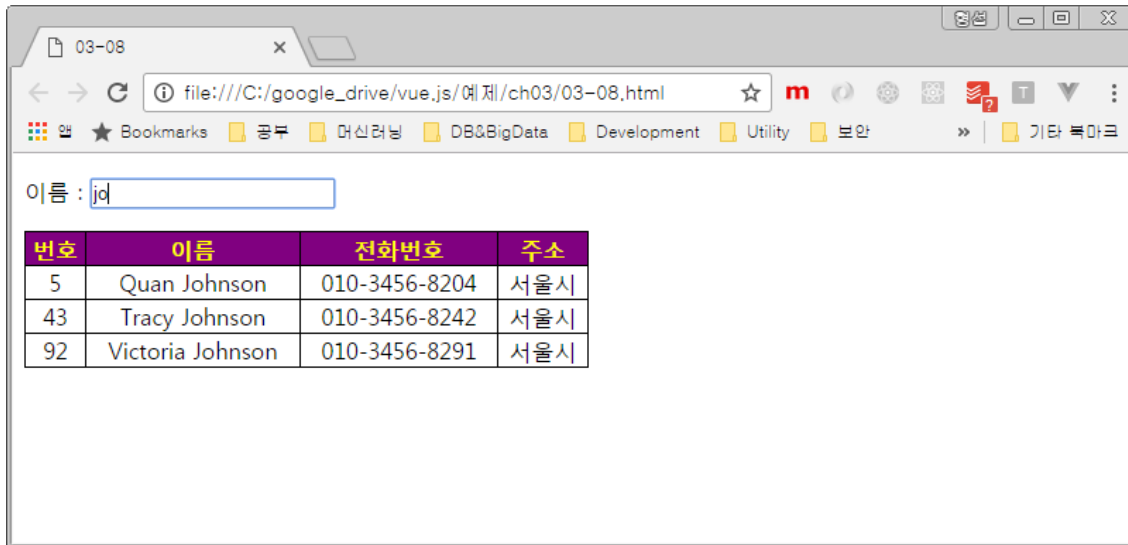 원선
03-08
file:///C:/google_drive/vue.js/예제/ch03/03-08.html
m
?
T
앱 Bookmarks 공부 머신러닝 DB&BigData Development Utility 보안 » 기타 북마크
이름 : jo
번호 이름 전화번호 주소
5 Quan Johnson 010-3456-8204 서울시
43 Tracy Johnson 010-3456-8242 서울시
92 Victoria Johnson 010-3456-8291 서울시